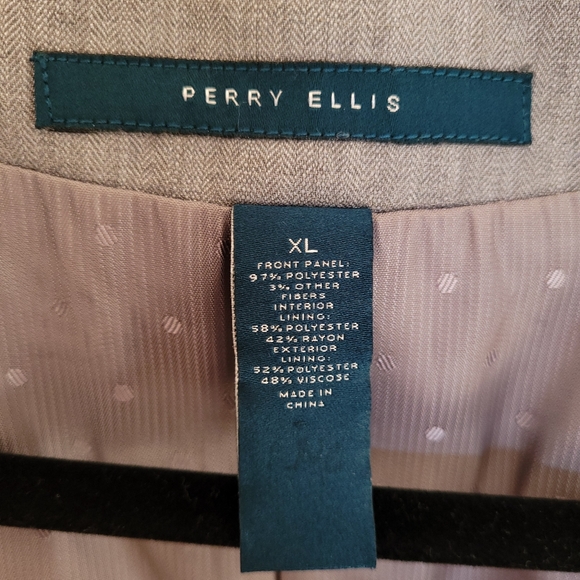 PERRY ELLIS
XL
FRONT PANEL:
97% POLYESTER
3% OTHER
FIBERS
INTERIOR
LINING:
58% POLYESTER
42% RAYON
EXTERIOR
LINING:
52% POLYESTER
48% VISCOSE
MADE IN
CHINA